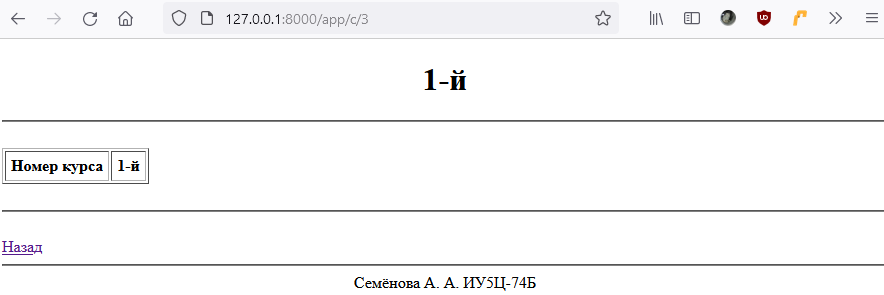 127.0.0.1:8000/app/c/3
1-й
Номер курса 1-й
Назад
Семёнова А. А. ИУ5Ц-74Б